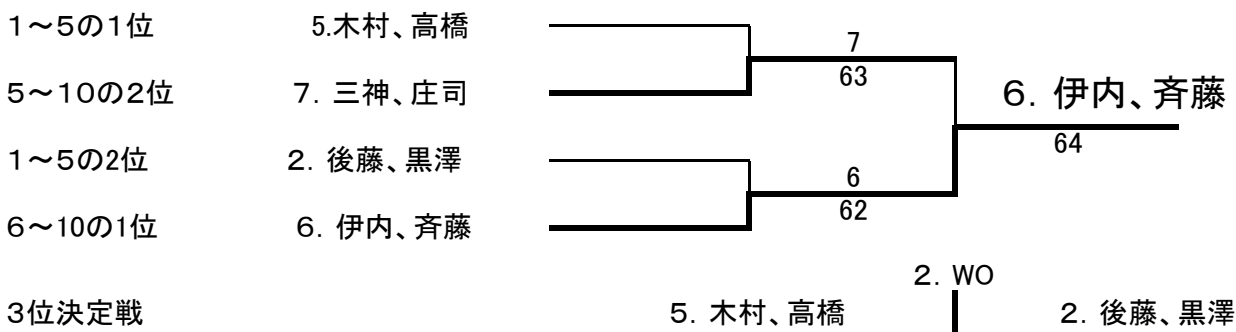 １～５の１位 5.木村、高橋
7
63
５～１０の２位 7．三神、庄司
６．伊内、斉藤
64
１～５の2位 ２．後藤、黒澤
6
62
６～10の1位 ６．伊内、斉藤
２．WO
３位決定戦 ５．木村、高橋 ２．後藤、黒澤